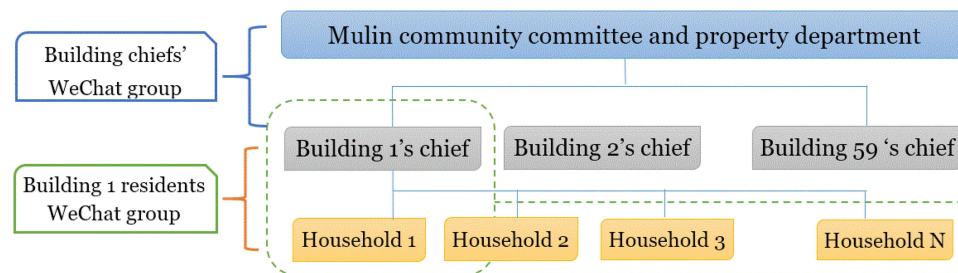 Building chiefs'
WeChat group
Mulin community committee and property department
Building 1's chief
Building 2's chief
Building 59 ‘s chief
Building 1 residents
WeChat group
Household 1
Household 2
Household 3
Household N